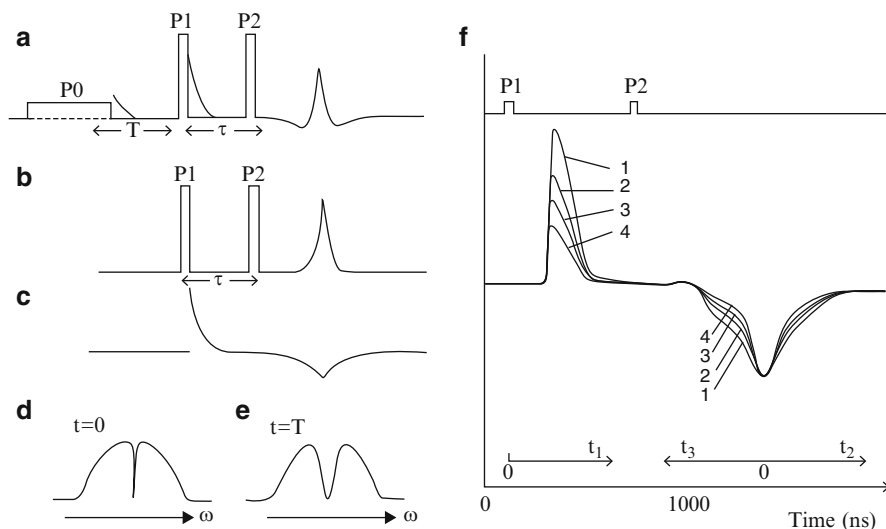 a
P0
T
P1
τ
P2
b
P1
P2
τ
c
d
t=0
ω
e
t=T
ω
f
P1
P2
1
2
3
4
4
3
2
1
t₁
t₃
t₂
0
0
0
1000
Time (ns)